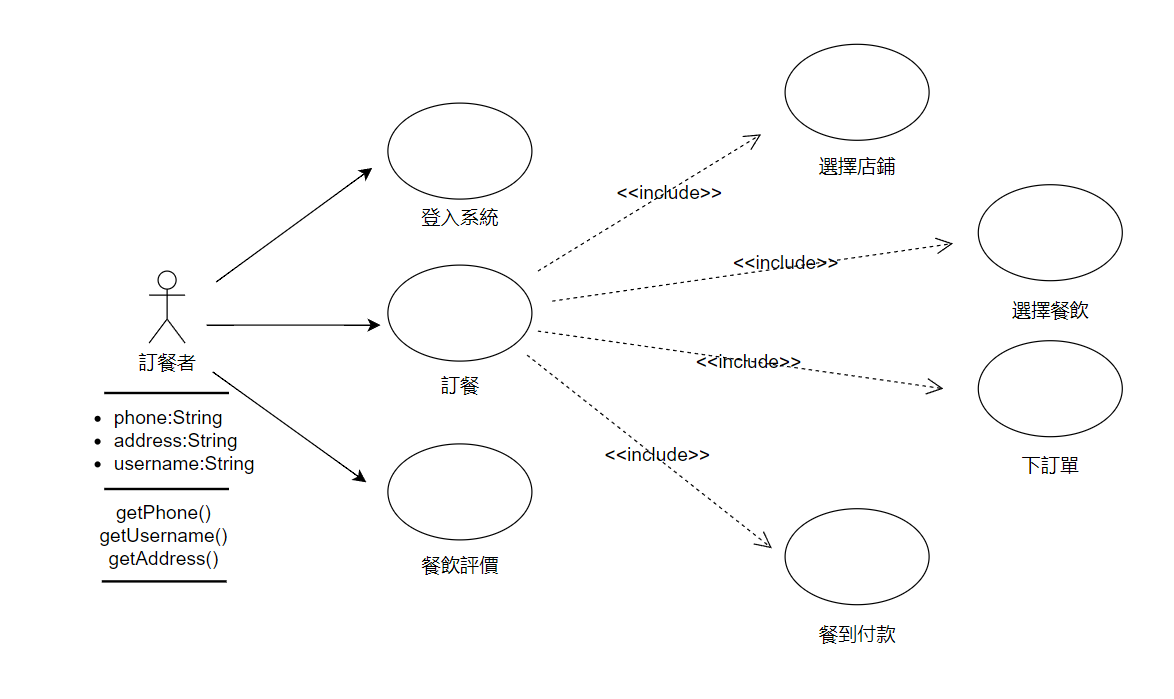 選擇店鋪
<<include>>
登入系統
<<include>>
選擇餐飲
訂餐者
<<include>>
訂餐
phone:String
address:String
username:String
<<include>>
下訂單
getPhone()
getUsername()
getAddress()
餐飲評價
餐到付款